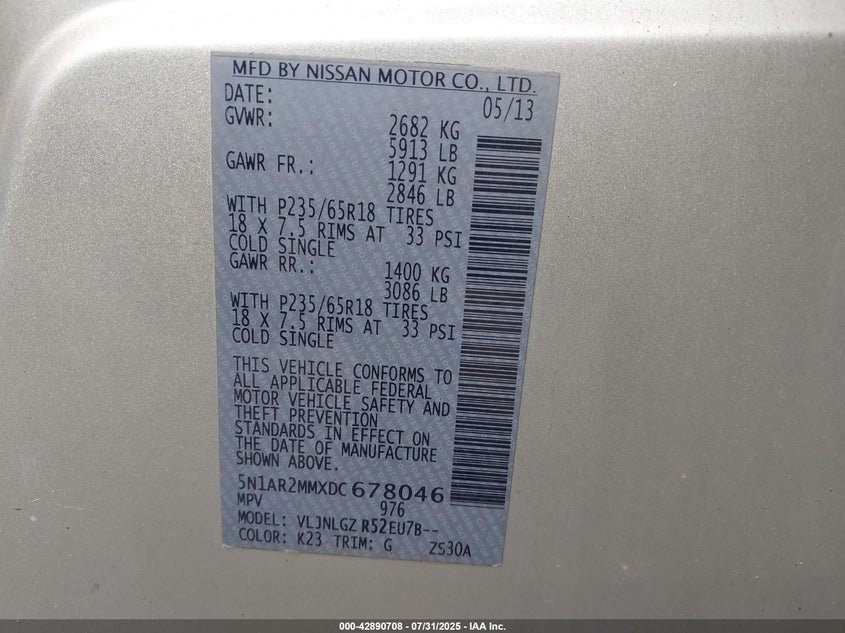 MFD BY NISSAN MOTOR CO., LTD.
DATE: 05/13
GVWR: 2682 KG
5913 LB
GAWR FR.: 1291 KG
2846 LB
WITH P235/65R18 TIRES
18 X 7.5 RIMS AT 33 PSI
COLD SINGLE
GAWR RR.: 1400 KG
3086 LB
WITH P235/65R18 TIRES
18 X 7.5 RIMS AT 33 PSI
COLD SINGLE
THIS VEHICLE CONFORMS TO
ALL APPLICABLE FEDERAL
MOTOR VEHICLE SAFETY AND
THEFT PREVENTION
STANDARDS IN EFFECT ON
THE DATE OF MANUFACTURE
SHOWN ABOVE.
5N1AR2MMXDC678046
MPV 976
MODEL: VLJNLGZ R52EU7B--
COLOR: K23 TRIM: G ZS30A
000-42890708 - 07/31/2025 - IAA Inc.